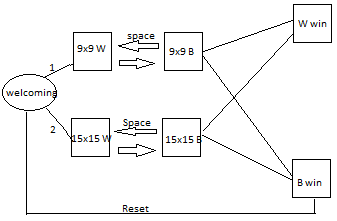 space
W win
9x9 W
9x9 B
1
welcoming
2
Space
15x15 W
15x15 B
B win
Reset